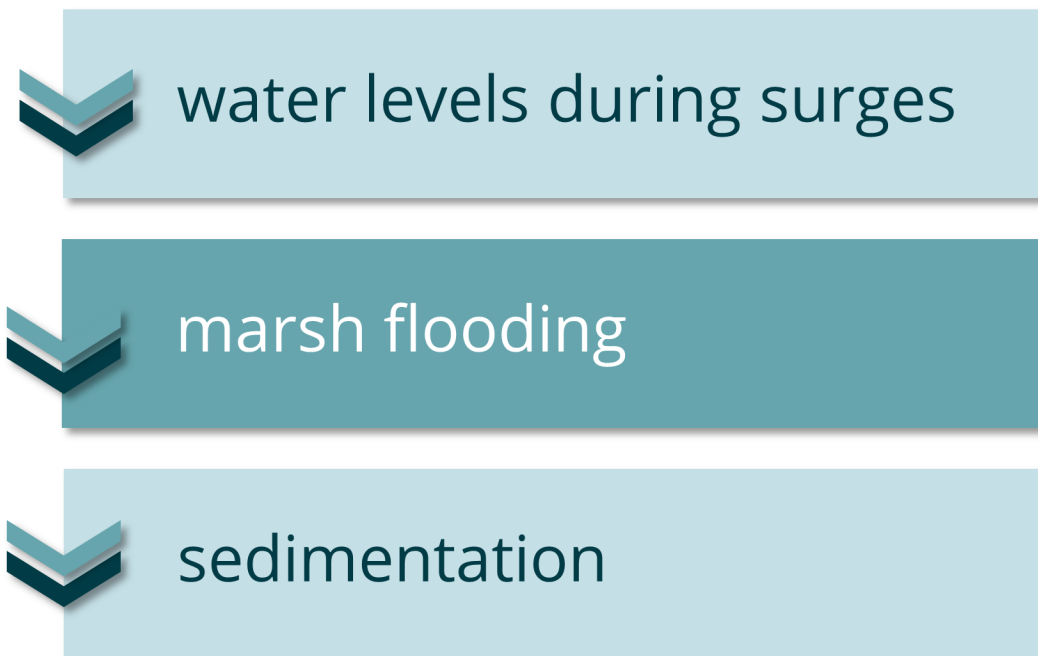 water levels during surges
marsh flooding
sedimentation